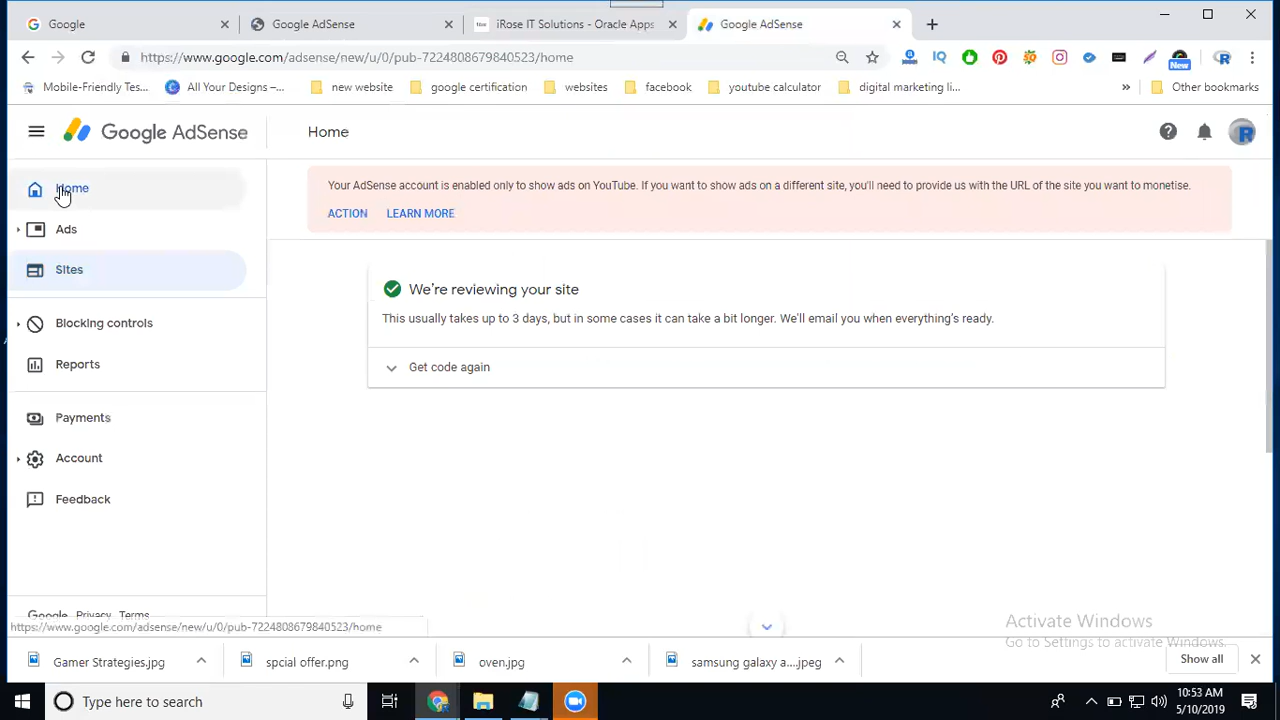 Google
Google AdSense
iRose IT Solutions - Oracle Apps
Google AdSense
https://www.google.com/adsense/new/u/0/pub-7224808679840523/home
New
Mobile-Friendly Tes...
All Your Designs –...
new website
google certification
websites
facebook
youtube calculator
digital marketing li...
»
Other bookmarks
Google AdSense
Home
Home
Ads
Sites
Blocking controls
Reports
Payments
Account
Feedback
Google Privacy Terms
Your AdSense account is enabled only to show ads on YouTube. If you want to show ads on a different site, you'll need to provide us with the URL of the site you want to monetise.
ACTION LEARN MORE
We're reviewing your site
This usually takes up to 3 days, but in some cases it can take a bit longer. We'll email you when everything's ready.
Get code again
https://www.google.com/adsense/new/u/0/pub-7224808679840523/home
Activate Windows
Go to Settings to activate Windows.
Gamer Strategies.jpg
spcial offer.png
oven.jpg
samsung galaxy a....jpeg
Show all
Type here to search
10:53 AM
5/10/2019